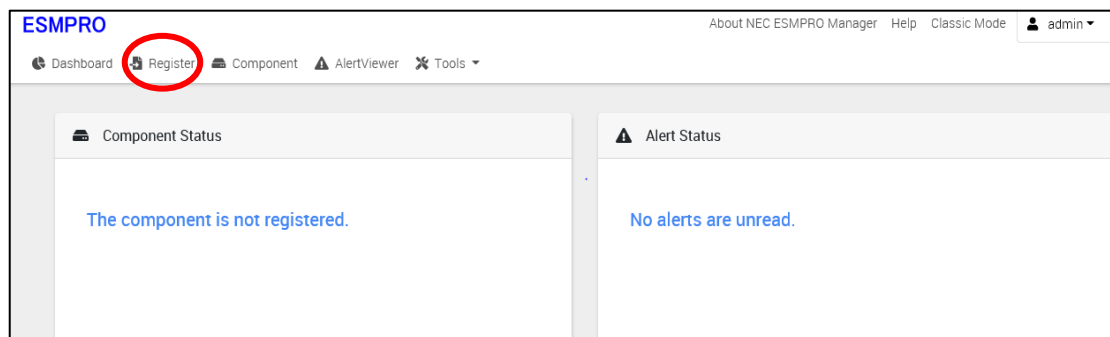 ESMPRO
About NEC ESMPRO Manager Help Classic Mode admin
Dashboard Register Component AlertViewer Tools
Component Status
Alert Status
The component is not registered.
No alerts are unread.